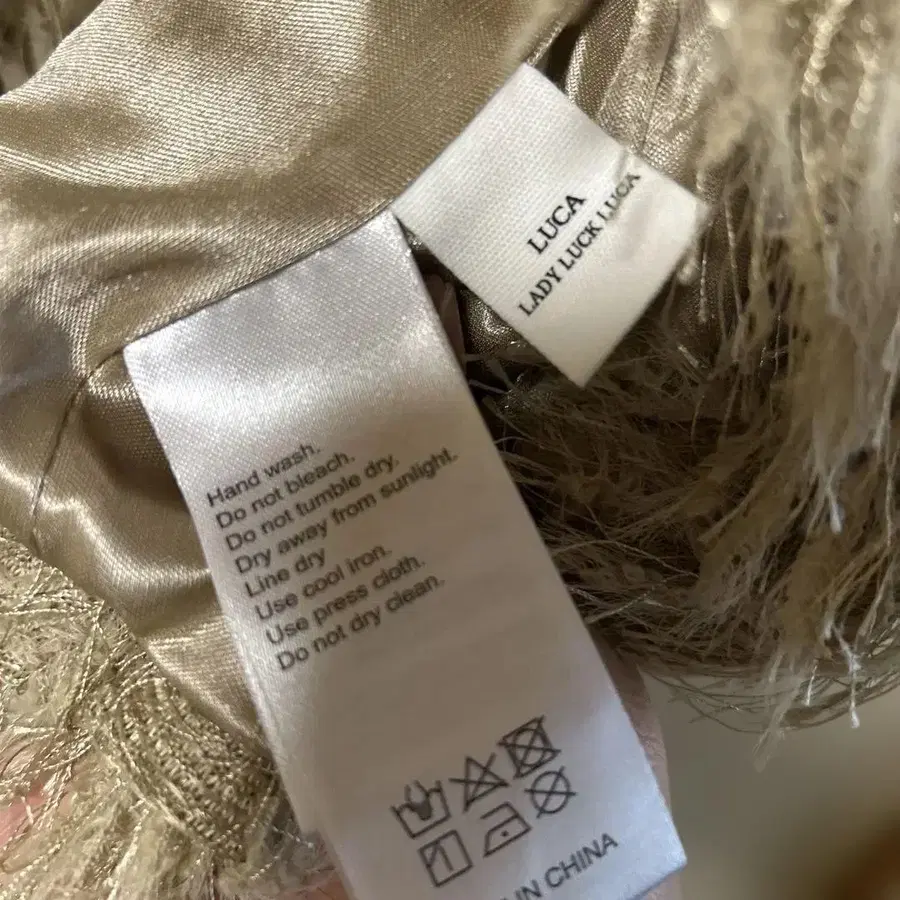 LUCA
LADY LUCK LUCA
Hand wash.
Do not bleach.
Do not tumble dry.
Dry away from sunlight.
Line dry
Use cool iron.
Use press cloth.
Do not dry clean.
IN CHINA